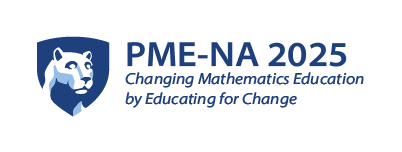 PME-NA 2025
Changing Mathematics Education
by Educating for Change